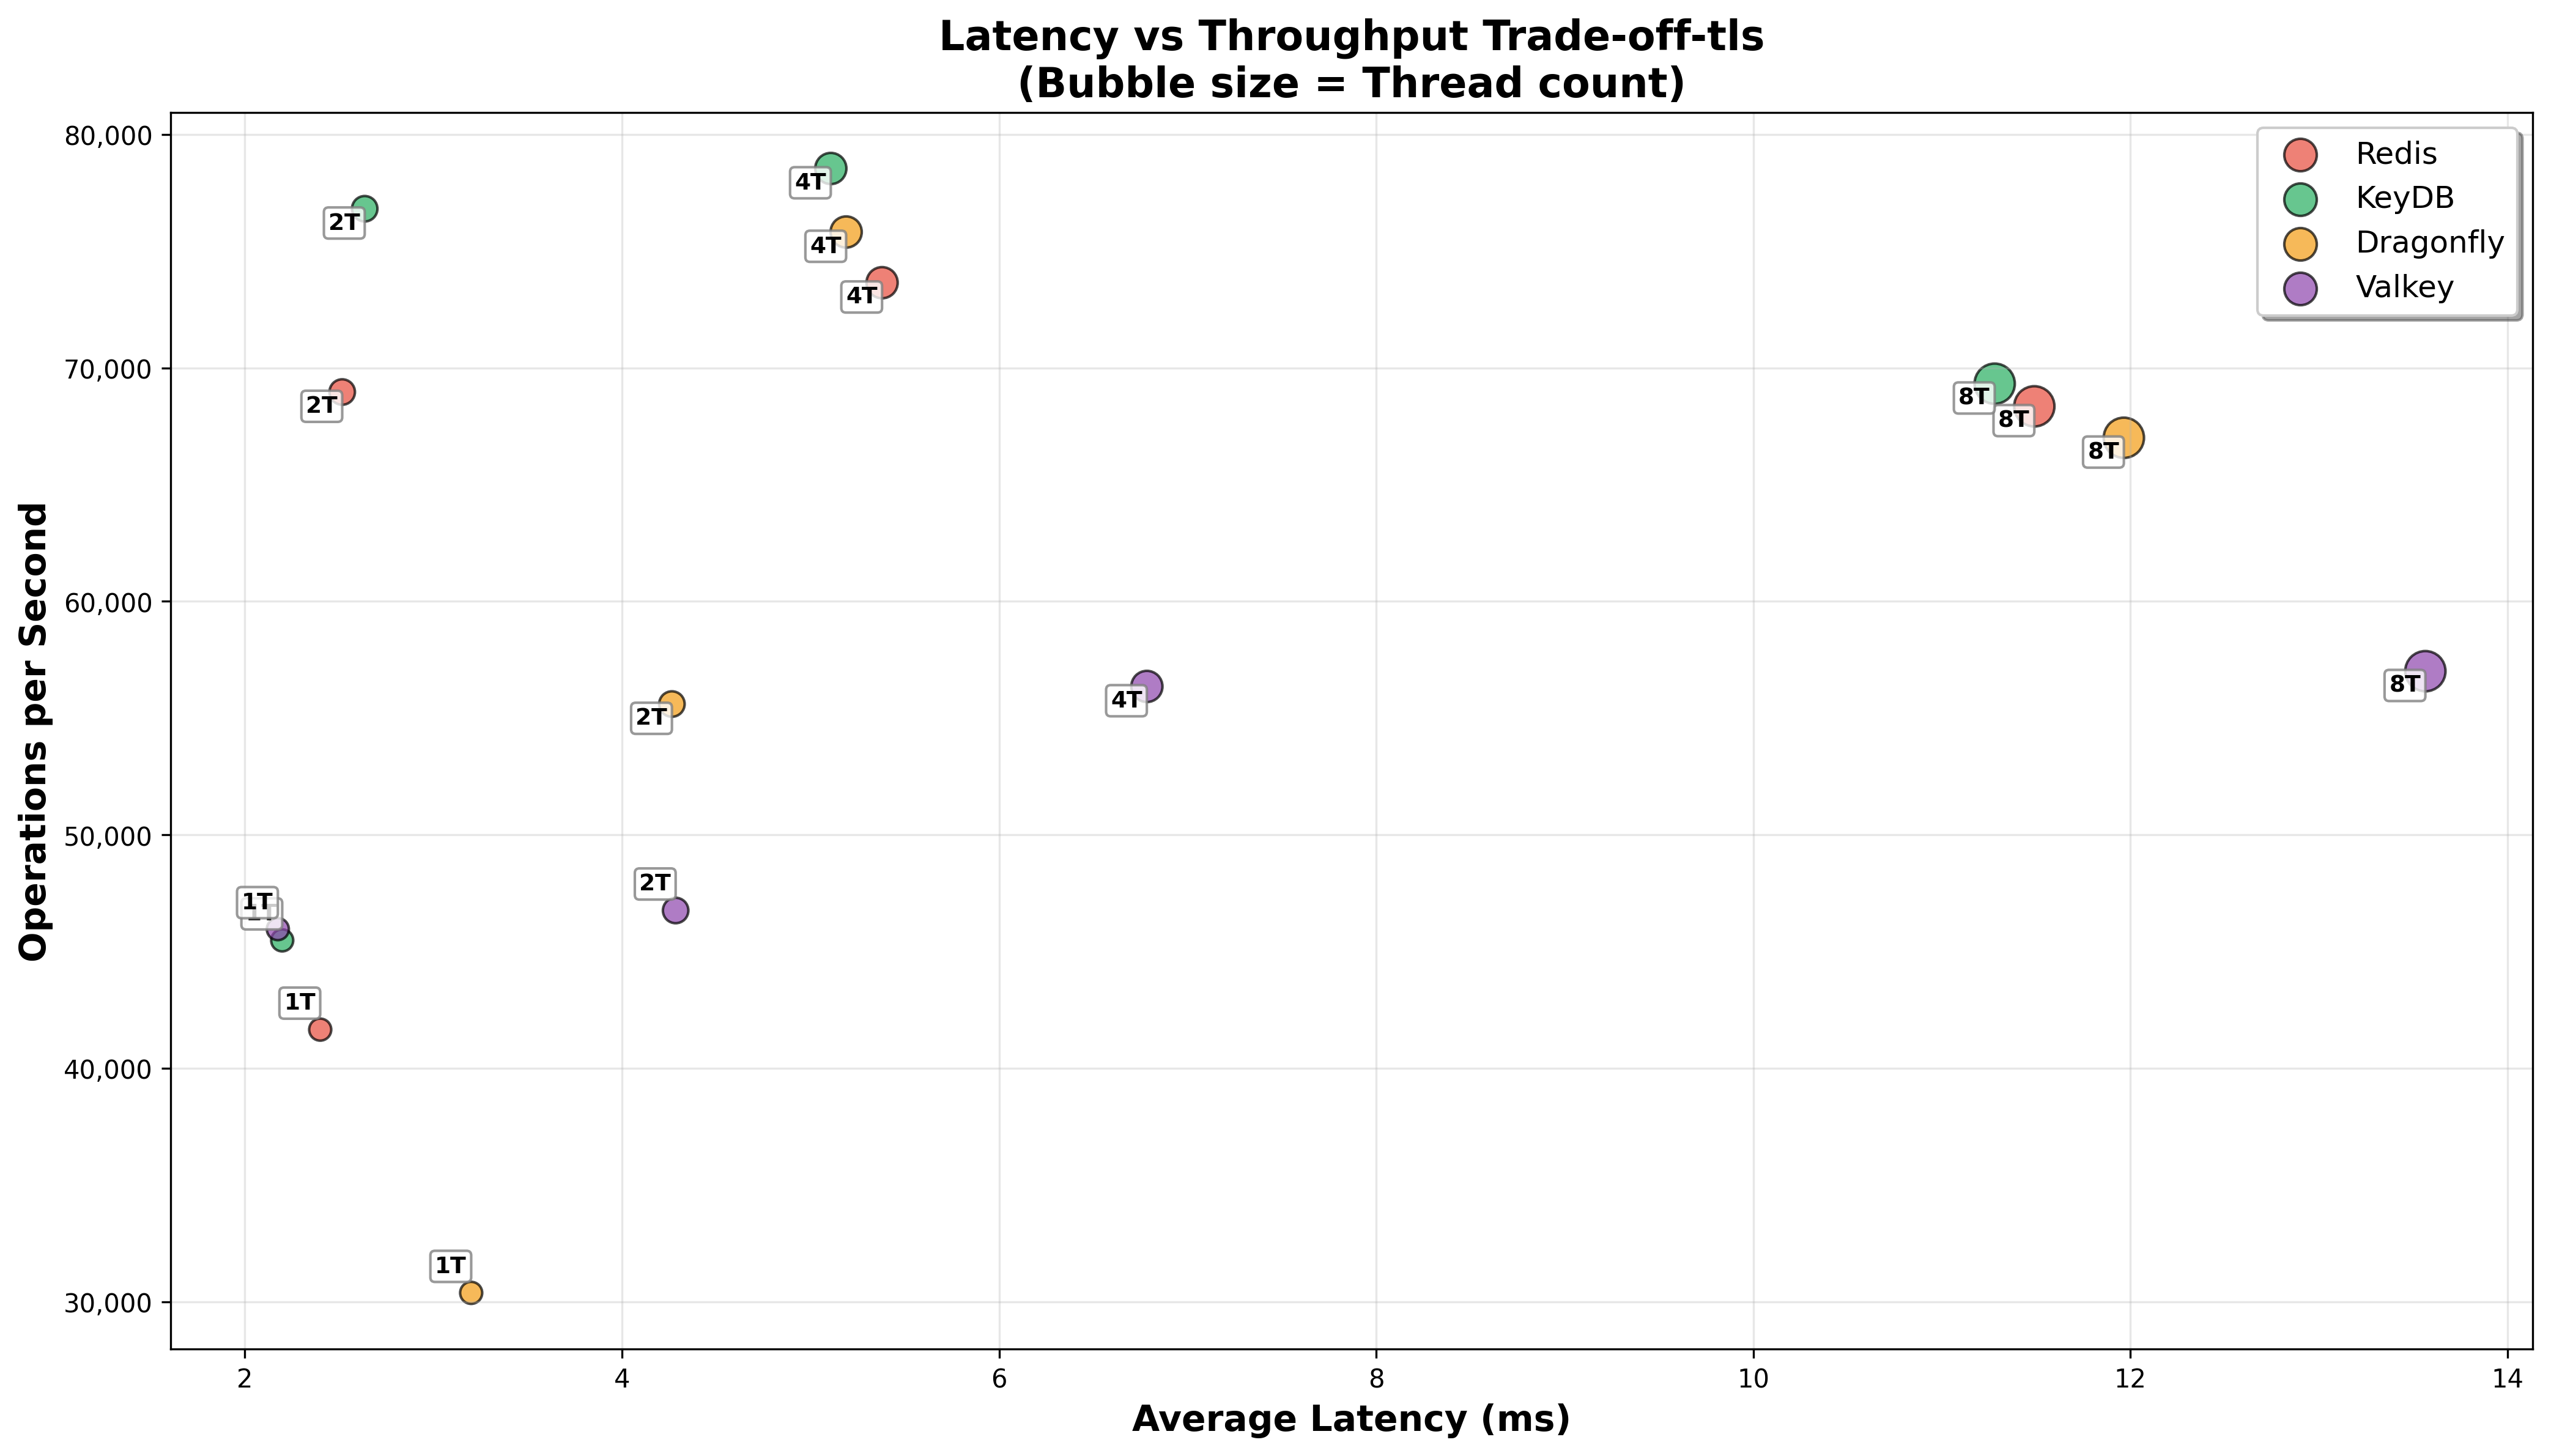 Latency vs Throughput Trade-off-tls
(Bubble size = Thread count)
80,000
70,000
60,000
50,000
40,000
30,000
Operations per Second
Redis
KeyDB
Dragonfly
Valkey
4T
2T
4T
4T
2T
8T
8T
8T
4T
8T
2T
2T
1T
1T
1T
1T
2
4
6
8
10
12
14
Average Latency (ms)